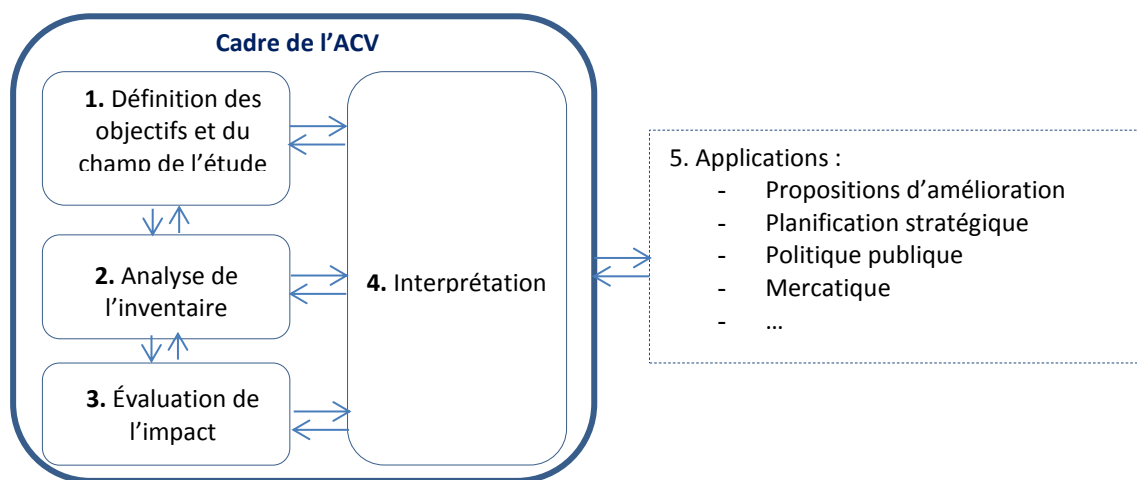 Cadre de l’ACV
1. Définition des
objectifs et du
champ de l’étude
2. Analyse de
l’inventaire
3. Évaluation de
l’impact
4. Interprétation
5. Applications :
- Propositions d’amélioration
- Planification stratégique
- Politique publique
- Mercatique
- …